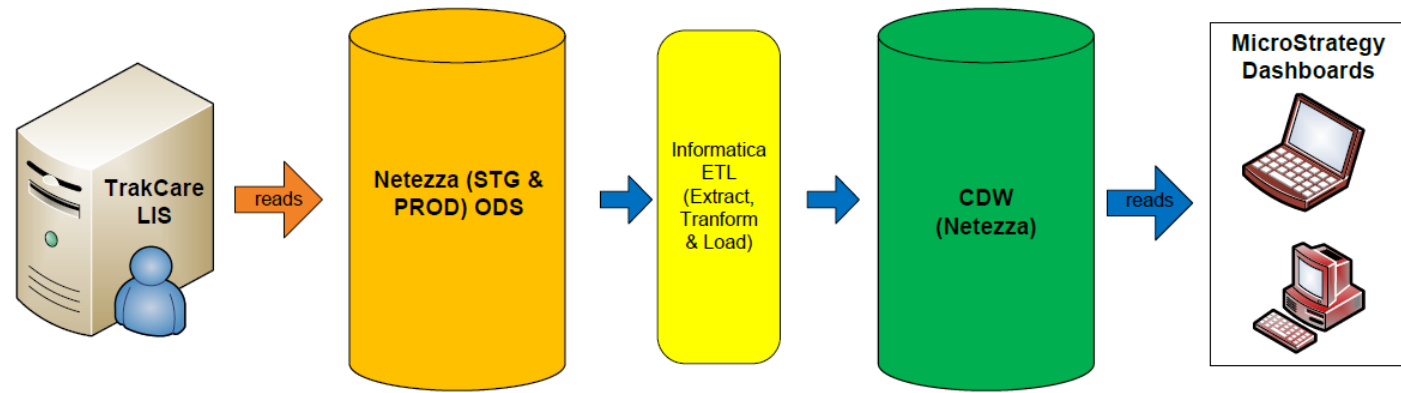 TrakCare
LIS
reads
Netezza (STG &
PROD) ODS
Informatica
ETL
(Extract,
Tranform
& Load)
CDW
(Netezza)
reads
MicroStrategy
Dashboards